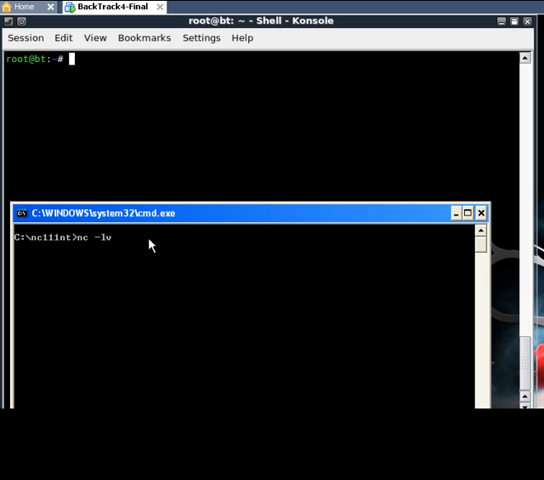 Home
BackTrack4-Final
root@bt: ~ - Shell - Konsole
Session Edit View Bookmarks Settings Help
root@bt:~#
C:\WINDOWS\system32\cmd.exe
C:\nc111nt>nc -lv